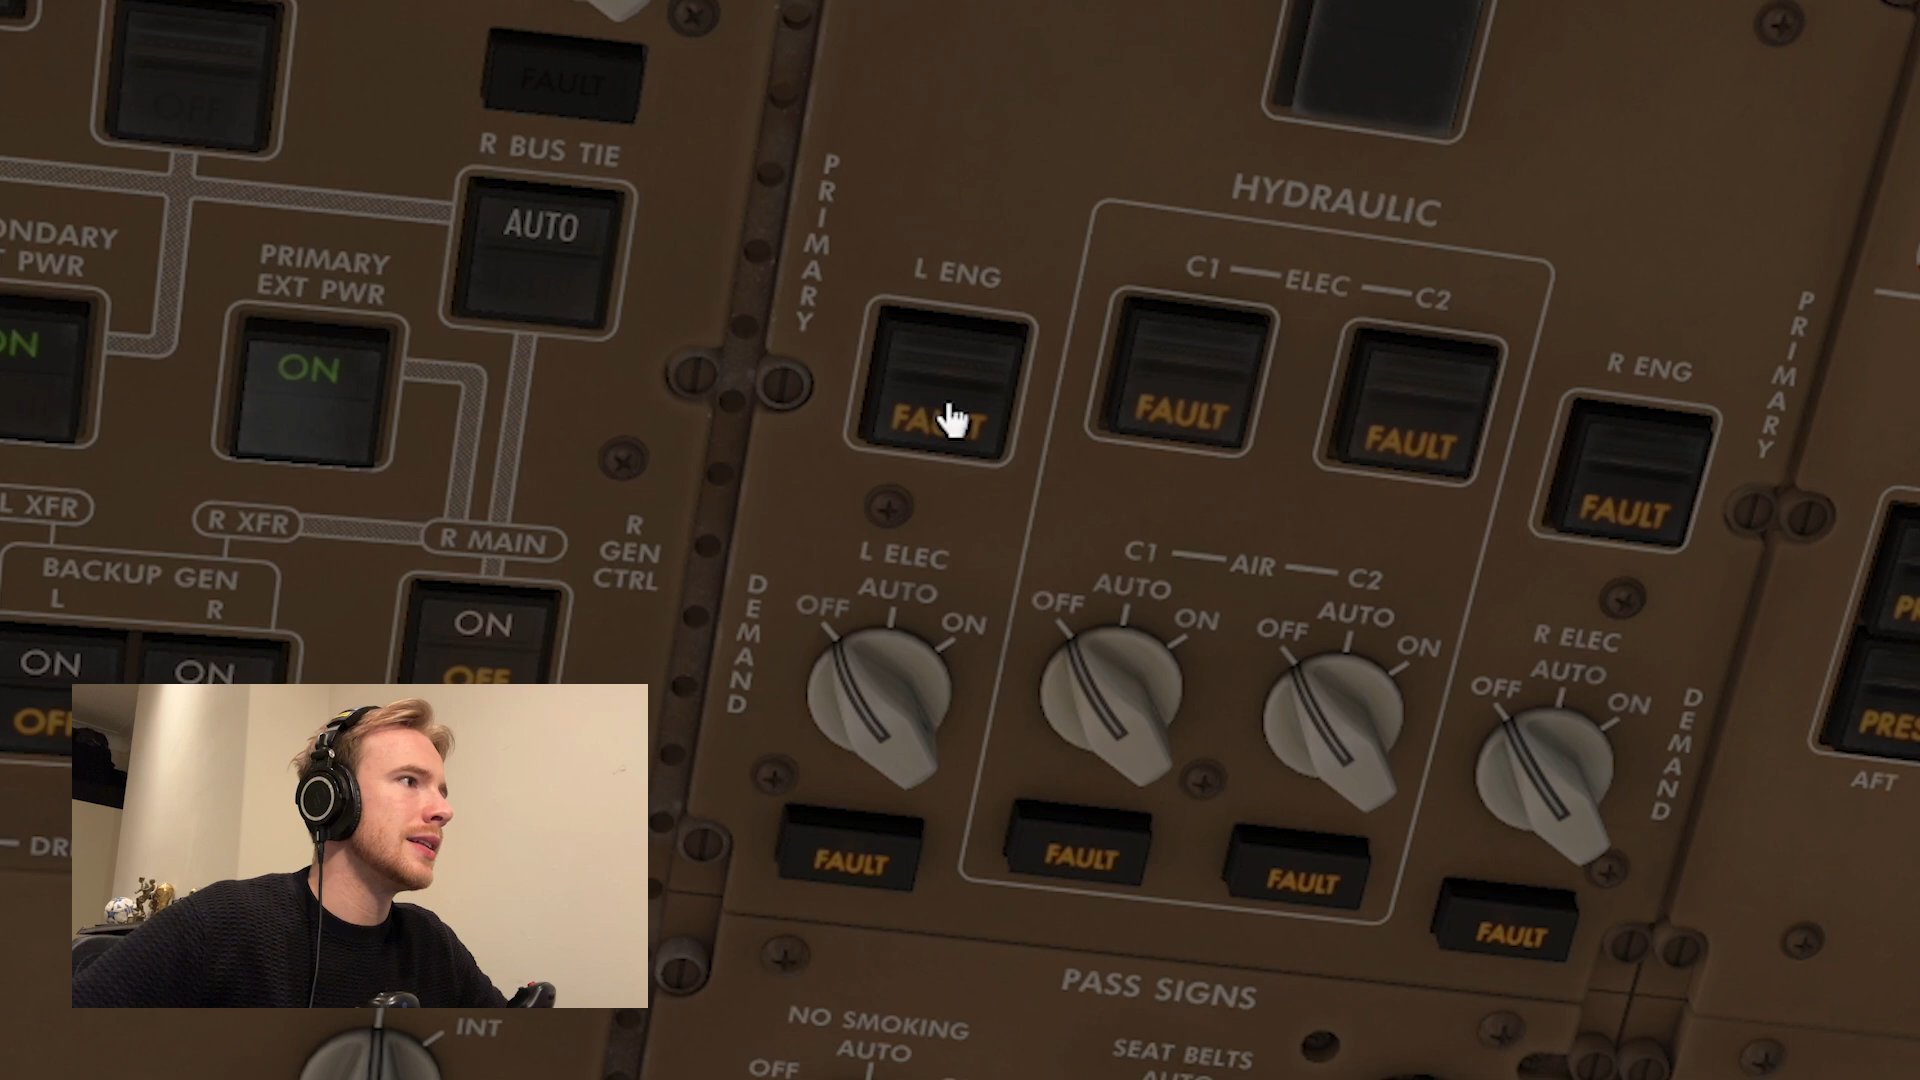 OFF
FAULT
R BUS TIE
AUTO
PWR
PRIMARY
EXT PWR
ON
ON
L XFR
R XFR
R MAIN
BACKUP GEN
L
R
R
GEN
CTRL
ON
ON
ON
OFF
INT
HYDRAULIC
PRIMARY
L ENG
FAULT
C1 ELEC C2
FAULT
FAULT
R ENG
FAULT
PRIMARY
DEMAND
L ELEC
OFF AUTO ON
FAULT
C1 AIR C2
OFF AUTO ON
FAULT
OFF AUTO ON
FAULT
R ELEC
OFF AUTO ON
FAULT
DEMAND
AFT
PASS SIGNS
NO SMOKING
AUTO
OFF
SEAT BELTS
AUTO